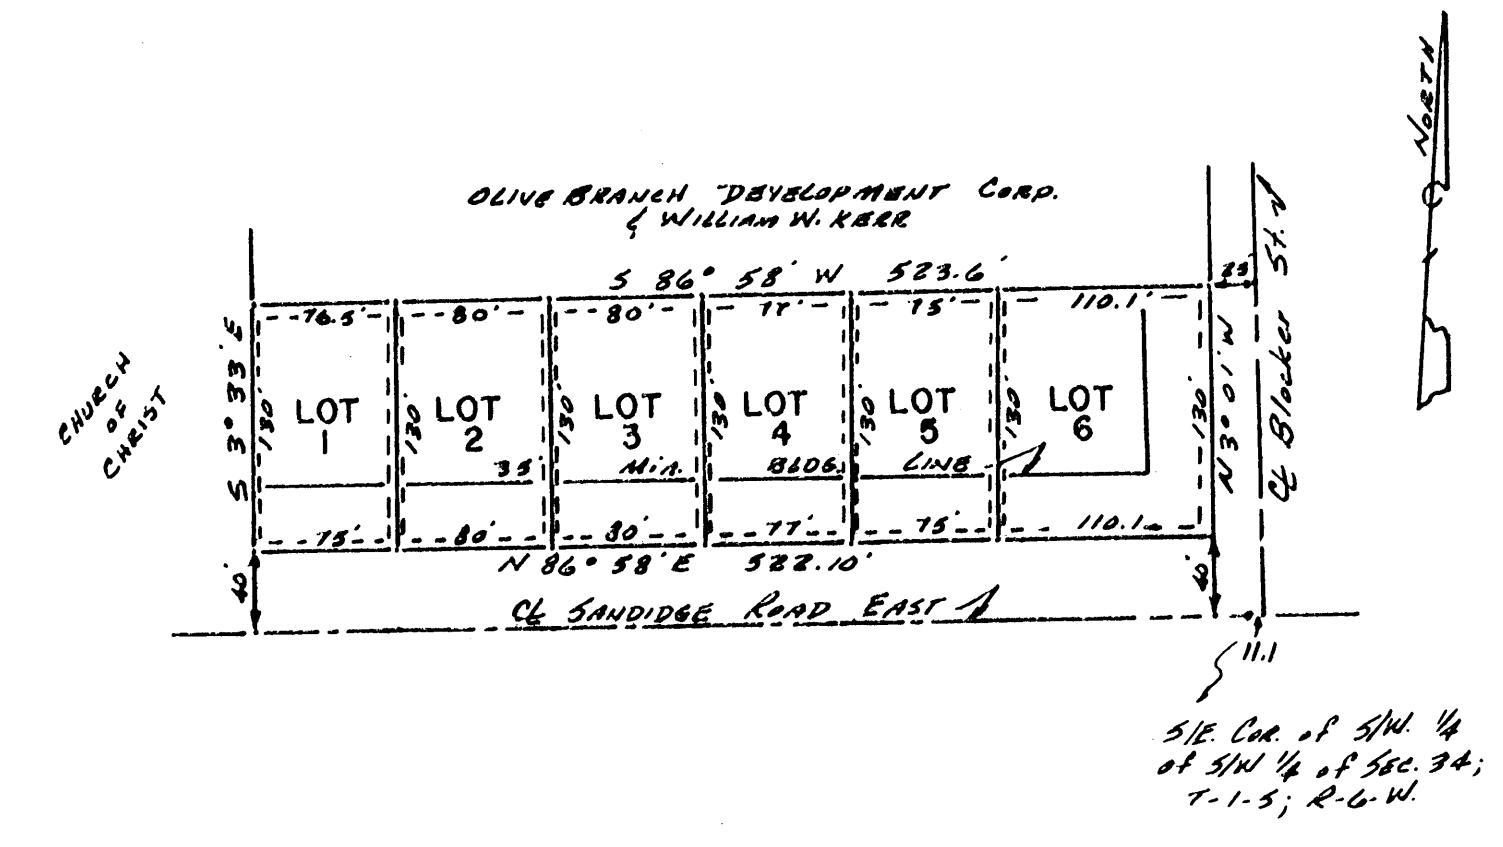 NORTH
OLIVE BRANCH DEVELOPMENT CORP.
& WILLIAM W. KERR
S 86° 58' W 523.6'
25'
℄ Blocker St. N
76.5'
80'
80'
77'
75'
110.1'
CHURCH
OF
CHRIST
S 3° 33' E
130'
LOT
1
130'
LOT
2
130'
LOT
3
130'
LOT
4
130'
LOT
5
130'
LOT
6
130'
N 3° 01' W
35' Min. BLDG. LINE
75'
80'
80'
77'
75'
110.1
N 86° 58' E 522.10'
40'
40'
℄ SANDIDGE ROAD EAST
11.1
S/E. COR. of S/W. 1/4
of S/W 1/4 of SEC. 34;
T-1-S; R-6-W.